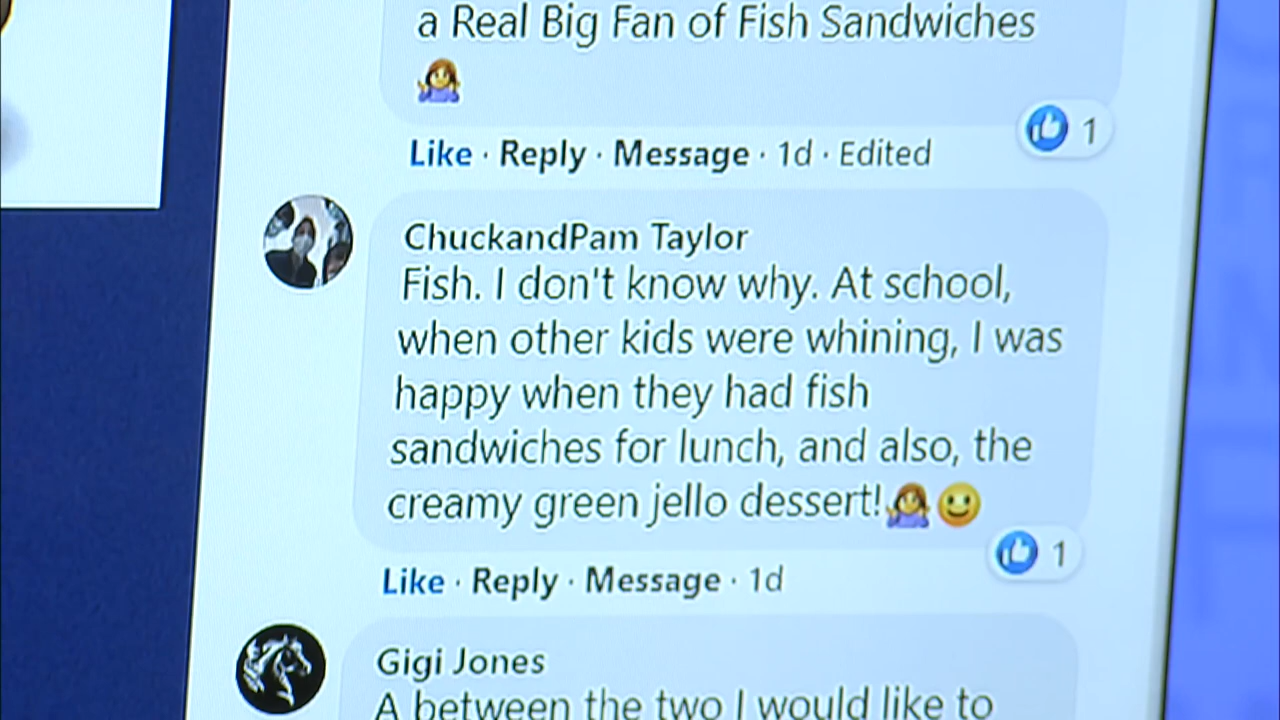 a Real Big Fan of Fish Sandwiches
🤷‍♀️
Like · Reply · Message · 1d · Edited
1
ChuckandPam Taylor
Fish. I don't know why. At school,
when other kids were whining, I was
happy when they had fish
sandwiches for lunch, and also, the
creamy green jello dessert!🤷‍♀️🙂
1
Like · Reply · Message · 1d
Gigi Jones
A between the two I would like to